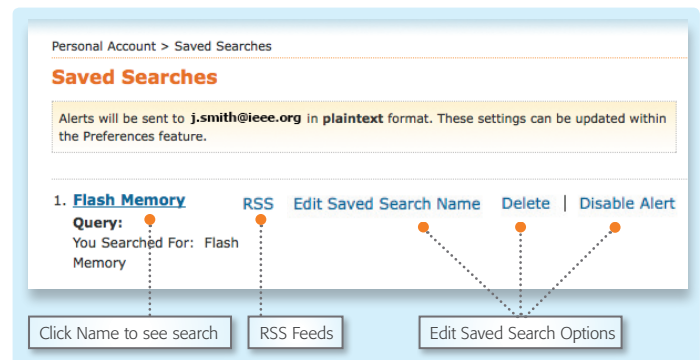 Personal Account > Saved Searches
Saved Searches
Alerts will be sent to j.smith@ieee.org in plaintext format. These settings can be updated within
the Preferences feature.
1. Flash Memory RSS Edit Saved Search Name Delete | Disable Alert
Query:
You Searched For: Flash
Memory
Click Name to see search RSS Feeds Edit Saved Search Options